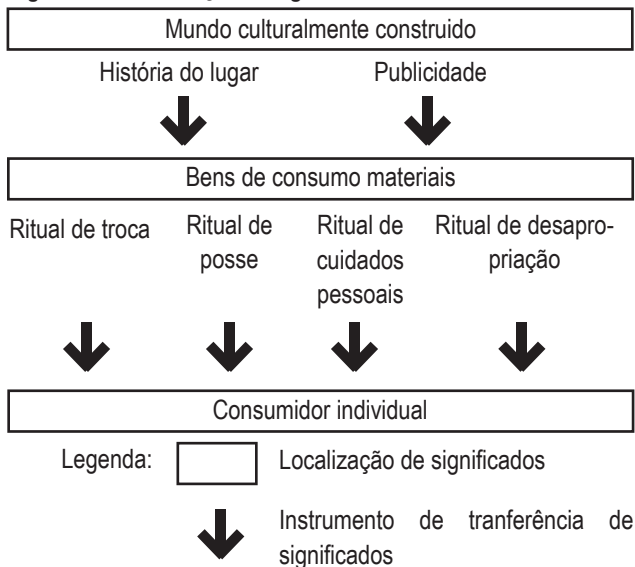 Mundo culturalmente construido
História do lugar Publicidade
Bens de consumo materiais
Ritual de troca Ritual de Ritual de Ritual de desapro-
posse cuidados priação
pessoais
Consumidor individual
Legenda: Localização de significados
Instrumento de tranferência de
significados